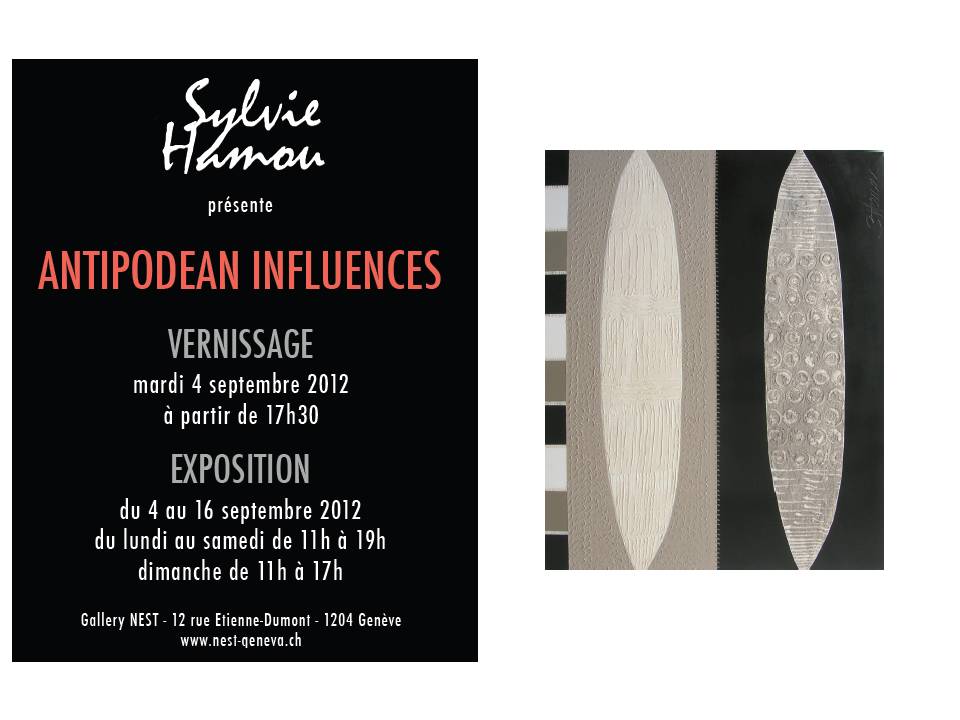 Sylvie
Hamou
présente
ANTIPODEAN INFLUENCES
VERNISSAGE
mardi 4 septembre 2012
à partir de 17h30
EXPOSITION
du 4 au 16 septembre 2012
du lundi au samedi de 11h à 19h
dimanche de 11h à 17h
Gallery NEST - 12 rue Etienne-Dumont - 1204 Genève
www.nest-geneva.ch